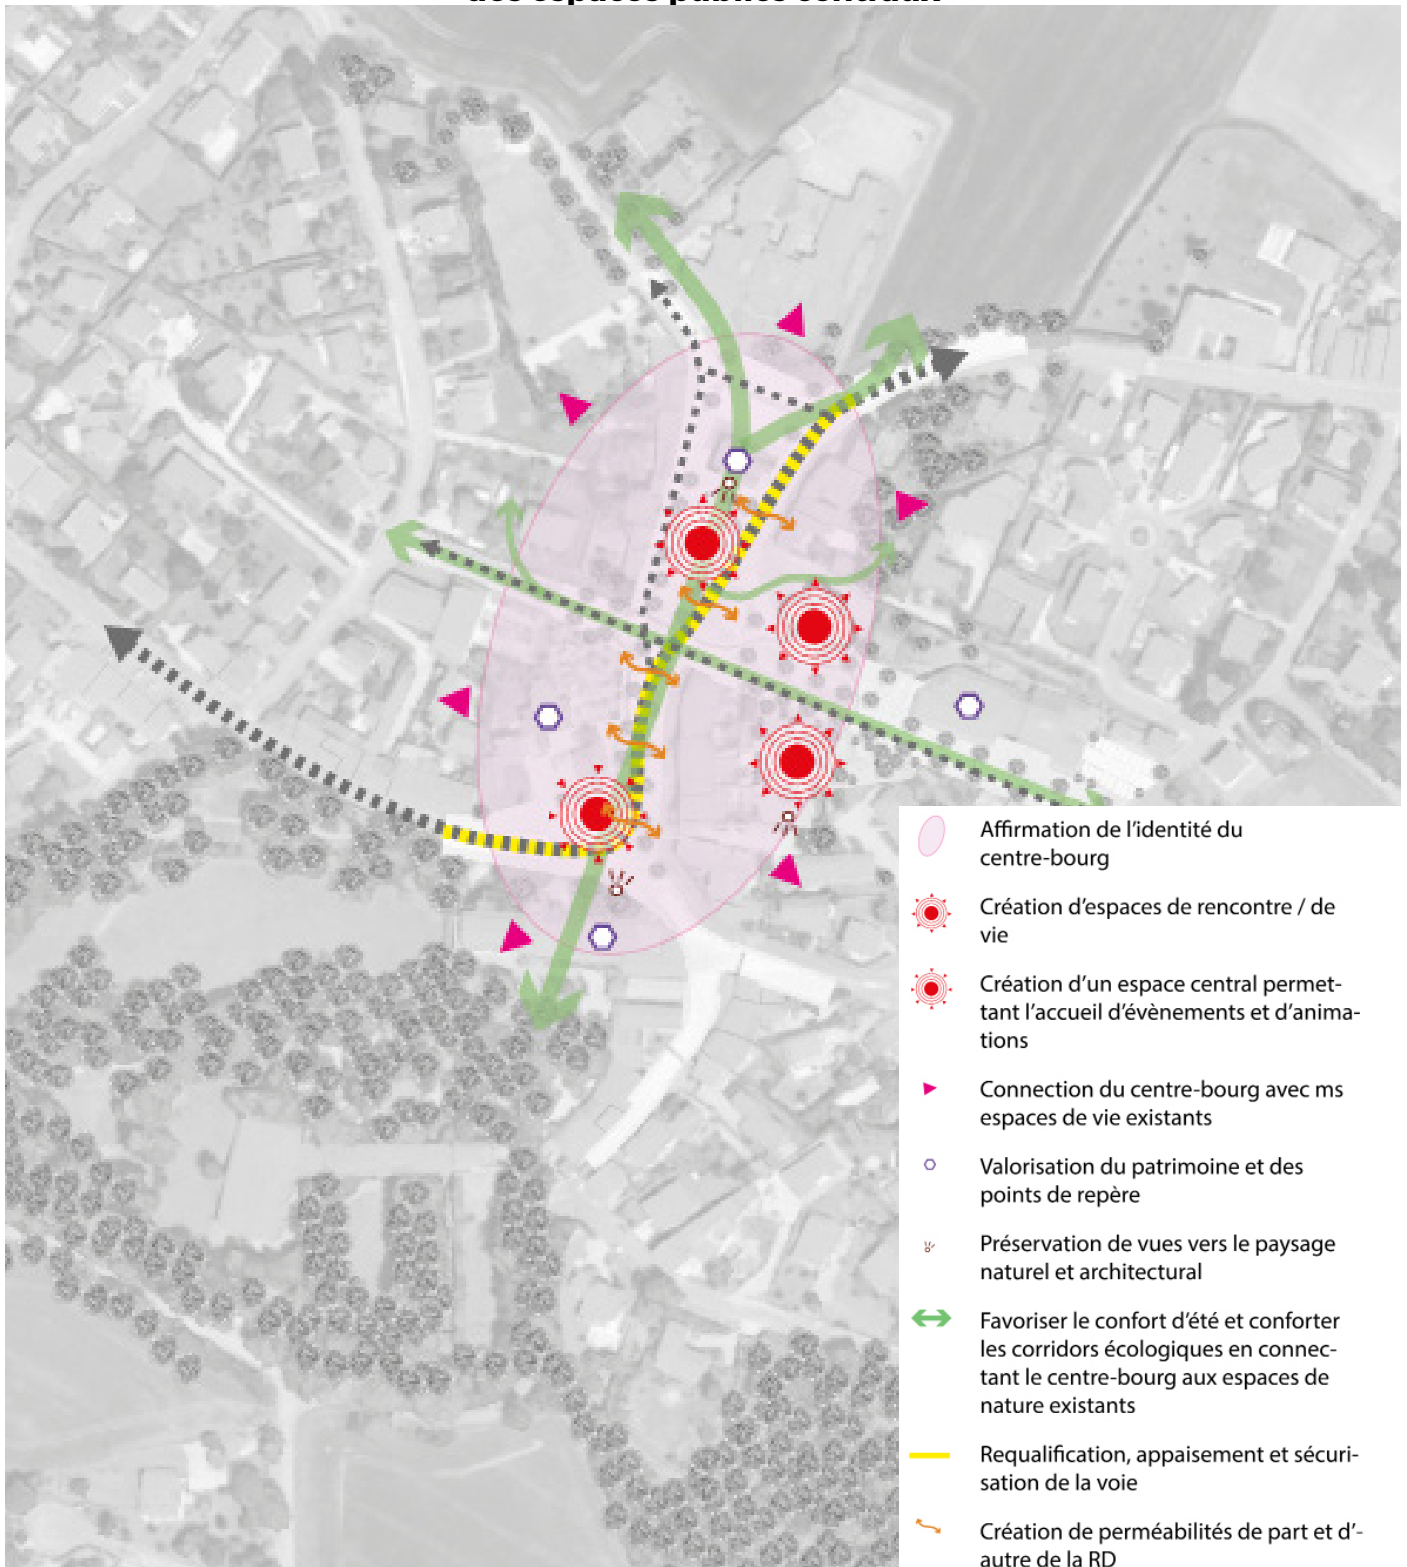 des espaces publics centraux
Affirmation de l'identité du
centre-bourg
Création d'espaces de rencontre / de
vie
Création d'un espace central permet-
tant l'accueil d'évènements et d'anima-
tions
Connection du centre-bourg avec ms
espaces de vie existants
Valorisation du patrimoine et des
points de repère
Préservation de vues vers le paysage
naturel et architectural
Favoriser le confort d'été et conforter
les corridors écologiques en connec-
tant le centre-bourg aux espaces de
nature existants
Requalification, appaisement et sécuri-
sation de la voie
Création de perméabilités de part et d'-
autre de la RD